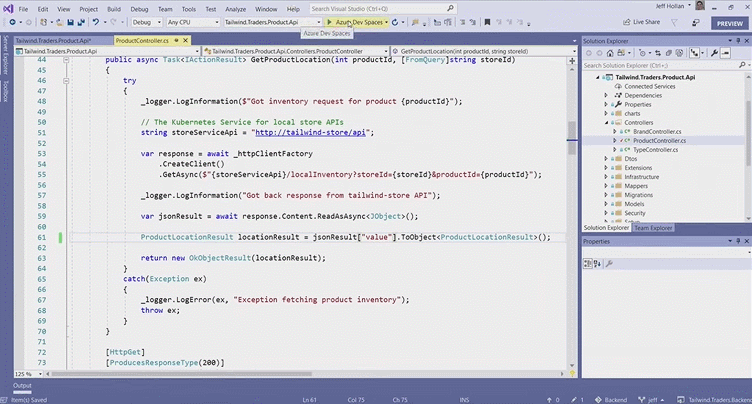 File Edit View Project Build Debug Team Tools Test Analyze Window Help
Search Visual Studio (Ctrl+Q)
Jeff Hollan
Debug Any CPU Tailwind.Traders.Product.Api Azure Dev Spaces
Live Share
PREVIEW
Azure Dev Spaces
Server Explorer
Toolbox
Tailwind.Traders.Product.Api*
ProductController.cs
Tailwind.Traders.Product.Api
Tailwind.Traders.Product.Api.Controllers.ProductController
GetProductLocation(int productId, string storeId)
44 public async Task<IActionResult> GetProductLocation(int productId, [FromQuery]string storeId)
45 {
46 try
47 {
48 _logger.LogInformation($"Got inventory request for product {productId}");
49
50 // The Kubernetes Service for local store APIs
51 string storeServiceApi = "http://tailwind-store/api";
52
53 var response = await _httpClientFactory
54 .CreateClient()
55 .GetAsync($"{storeServiceApi}/localInventory?storeId={storeId}&productId={productId}");
56
57 _logger.LogInformation("Got back response from tailwind-store API");
58
59 var jsonResult = await response.Content.ReadAsAsync<JObject>();
60
61 ProductLocationResult locationResult = jsonResult["value"].ToObject<ProductLocationResult>();
62
63 return new OkObjectResult(locationResult);
64 }
65 catch(Exception ex)
66 {
67 _logger.LogError(ex, "Exception fetching product inventory");
68 throw ex;
69 }
70 }
71
72 [HttpGet]
73 [ProducesResponseType(200)]
125 %
Solution Explorer
Search Solution Explorer (Ctrl+;)
Tailwind.Traders.Product.Api
Connected Services
Dependencies
Properties
charts
Controllers
BrandController.cs
ProductController.cs
TypeController.cs
Dtos
Extensions
Infrastructure
Mappers
Migrations
Models
Security
Solution Explorer Team Explorer
Properties
Output
Item(s) Saved
Ln 61 Col 75 Ch 75 INS
0 1 Backend jeff Tailwind.Traders.Backend